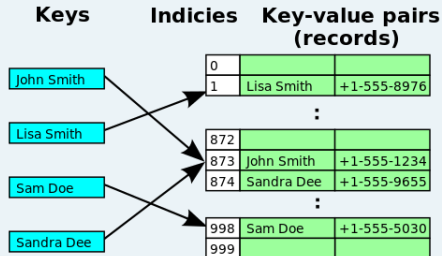 Keys
Indicies
Key-value pairs
(records)
John Smith
Lisa Smith
Sam Doe
Sandra Dee
0
1 Lisa Smith +1-555-8976
:
872
873 John Smith +1-555-1234
874 Sandra Dee +1-555-9655
:
998 Sam Doe +1-555-5030
999